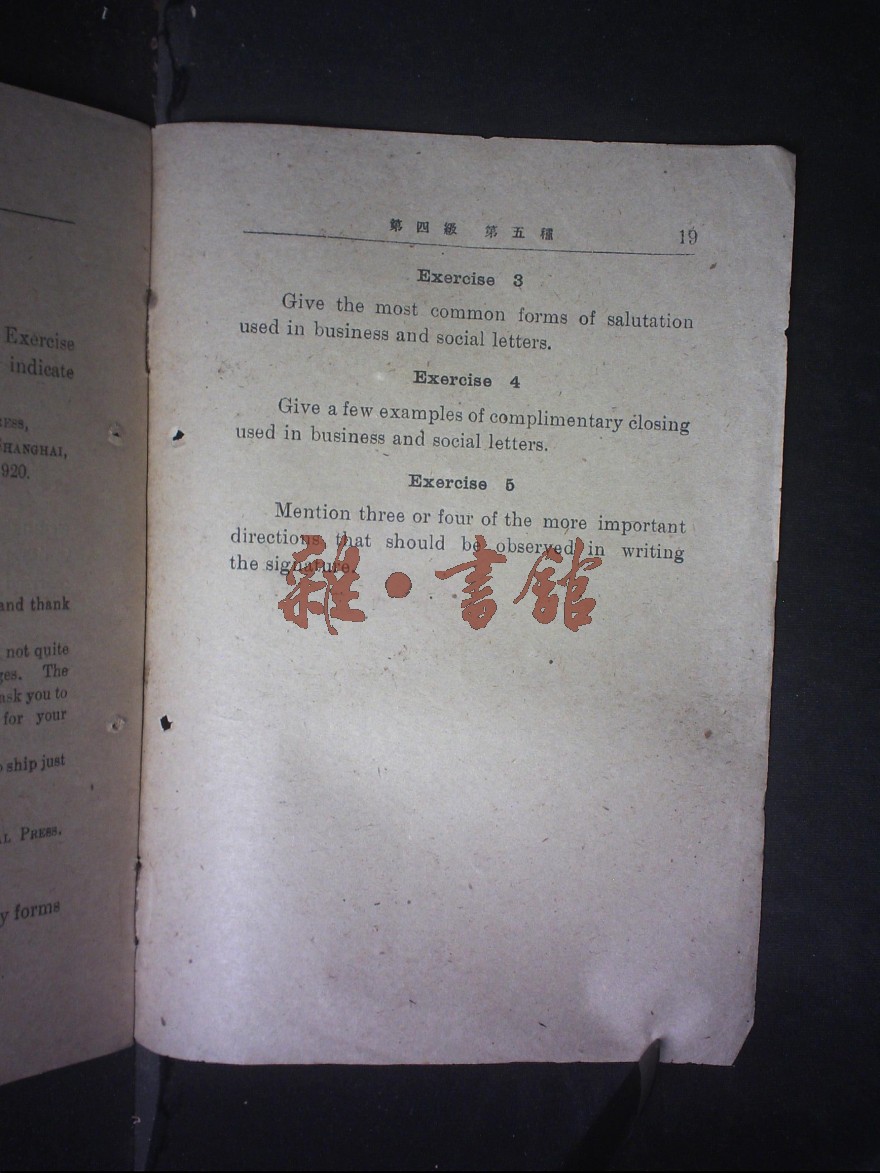 Exercise
indicate
SHANGHAI,
920.
and thank
not quite
The
ask you to
for your
ship just
PRESS.
forms
第四級 第五種 19
Exercise 3
Give the most common forms of salutation
used in business and social letters.
Exercise 4
Give a few examples of complimentary closing
used in business and social letters.
Exercise 5
Mention three or four of the more important
directions that should be observed in writing
the signature.
雜•書館